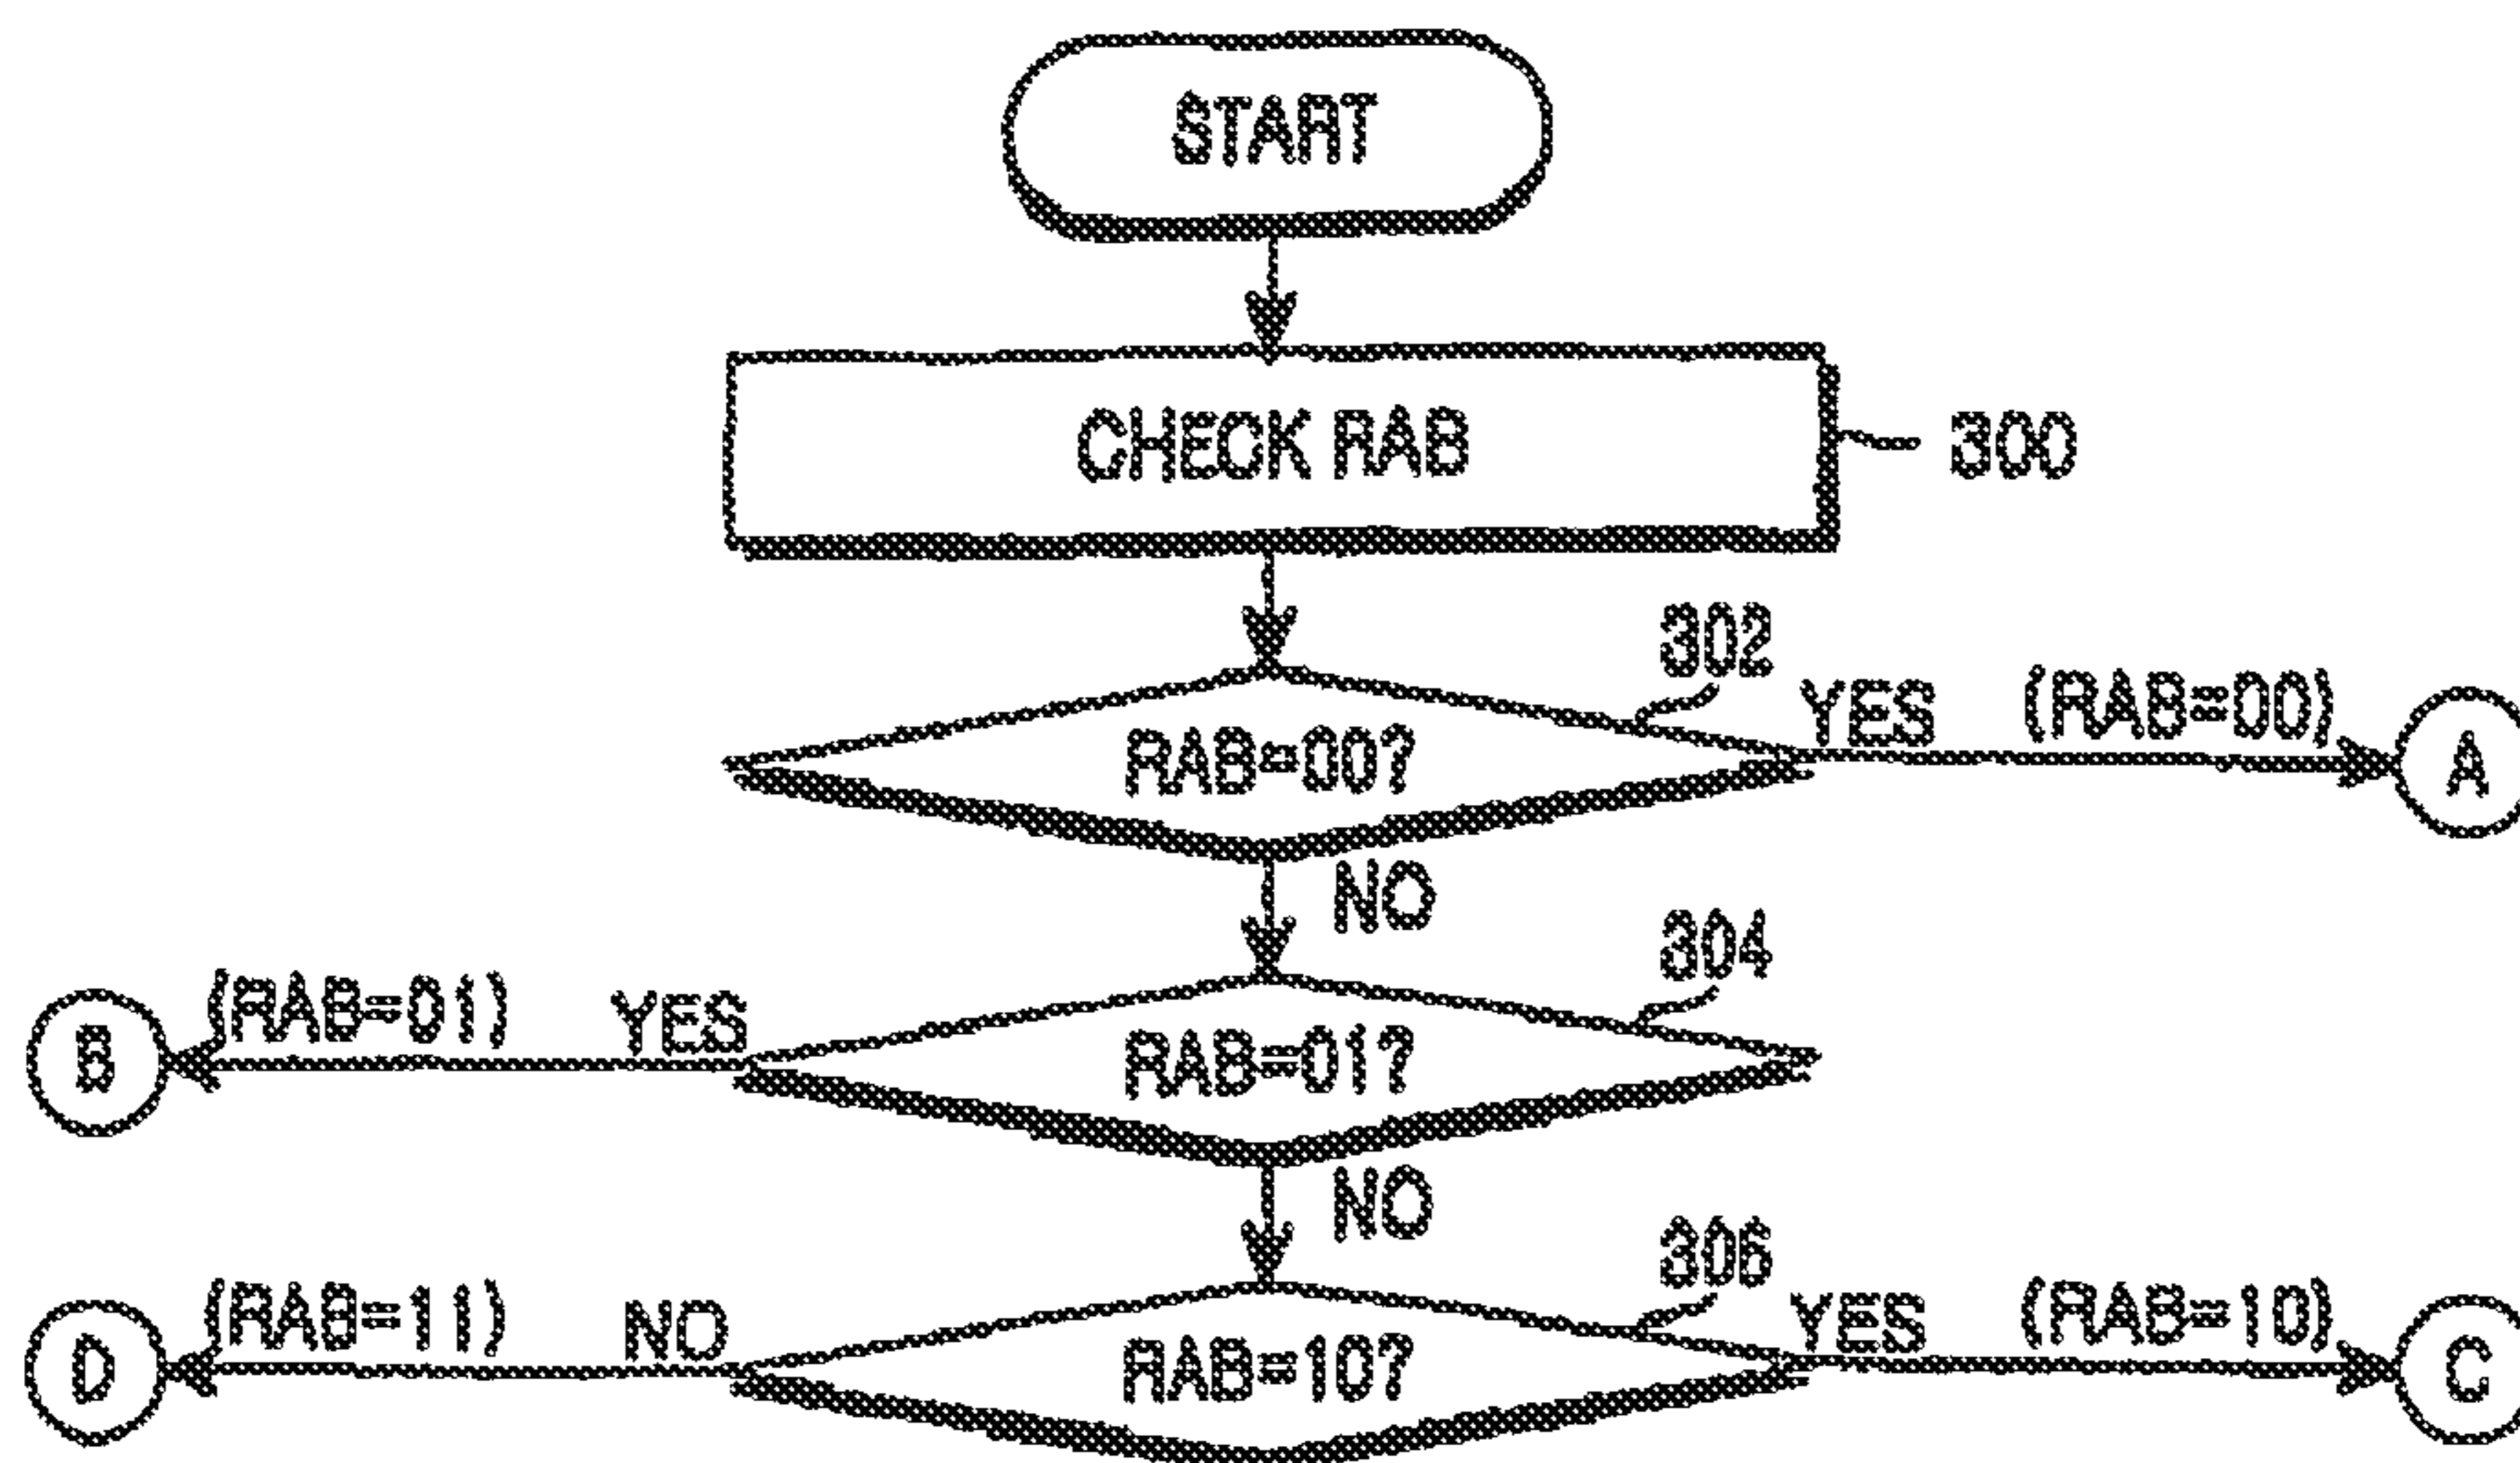 START
CHECK RAB
300
302
RAB=00?
YES
(RAB=00)
A
NO
304
B
(RAB=01)
YES
RAB=01?
NO
306
D
(RAB=11)
NO
RAB=10?
YES
(RAB=10)
C